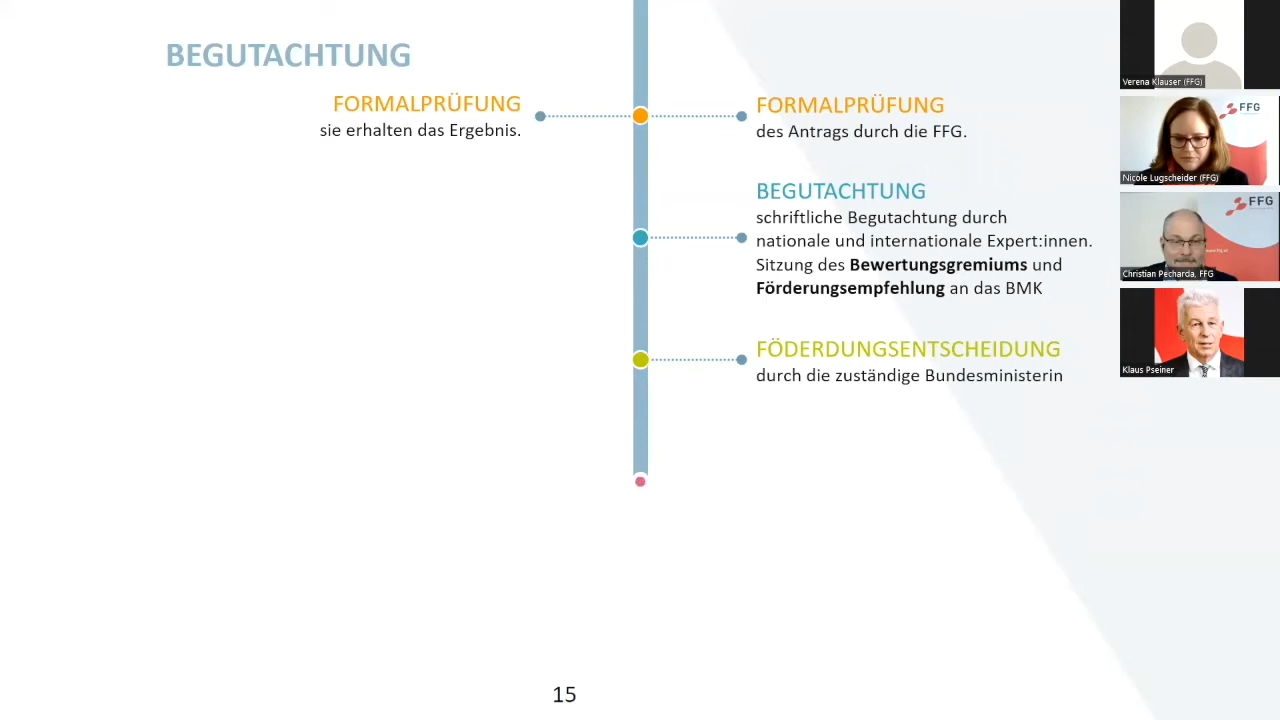 BEGUTACHTUNG
FORMALPRÜFUNG
sie erhalten das Ergebnis.
FORMALPRÜFUNG
des Antrags durch die FFG.
BEGUTACHTUNG
schriftliche Begutachtung durch
nationale und internationale Expert:innen.
Sitzung des Bewertungsgremiums und
Förderungsempfehlung an das BMK
FÖDERDUNGSENTSCHEIDUNG
durch die zuständige Bundesministerin
15
Verena Klauser (FFG)
FFG
Nicole Lugscheider (FFG)
FFG
Christian Pecharda, FFG
Klaus Pseiner